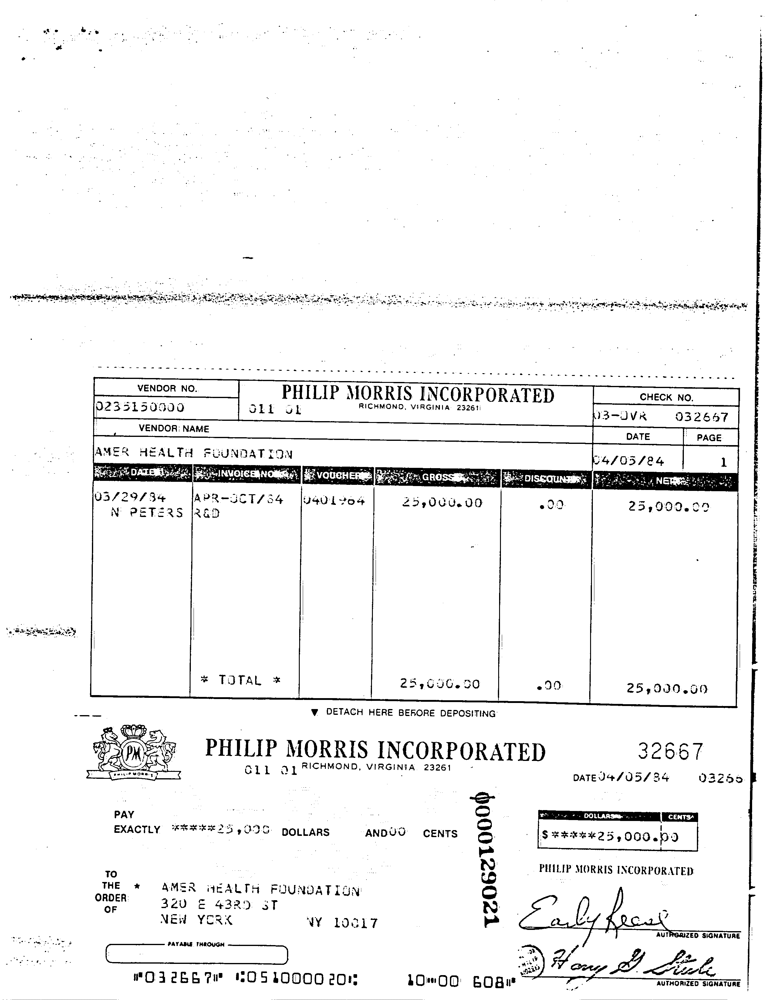 VENDOR NO. PHILIP MORRIS INCORPORATED CHECK NO.
0235150000 011 01 RICHMOND, VIRGINIA 23261 03-OVR 032667
VENDOR NAME DATE PAGE
AMER HEALTH FOUNDATION 04/05/84 1
DATE INVOICE NO. VOUCHER GROSS DISCOUNT NET
03/29/84 APR-OCT/84 0401984 25,000.00 .00 25,000.00
N PETERS R&D
* TOTAL * 25,000.00 .00 25,000.00
▼ DETACH HERE BEFORE DEPOSITING
PM
PHILIP MORRIS
PHILIP MORRIS INCORPORATED 32667
011 01 RICHMOND, VIRGINIA 23261 DATE 04/05/84 03266
PAY
EXACTLY *****25,000 DOLLARS AND 00 CENTS
DOLLARS CENTS
$*****25,000.00
0000129021
TO
THE * AMER HEALTH FOUNDATION
ORDER 320 E 43RD ST
OF NEW YORK NY 10017
PHILIP MORRIS INCORPORATED
AUTHORIZED SIGNATURE
PAYABLE THROUGH
⑈032667⑈ ⑆051000020⑆ 10⑉00 608⑈
AUTHORIZED SIGNATURE